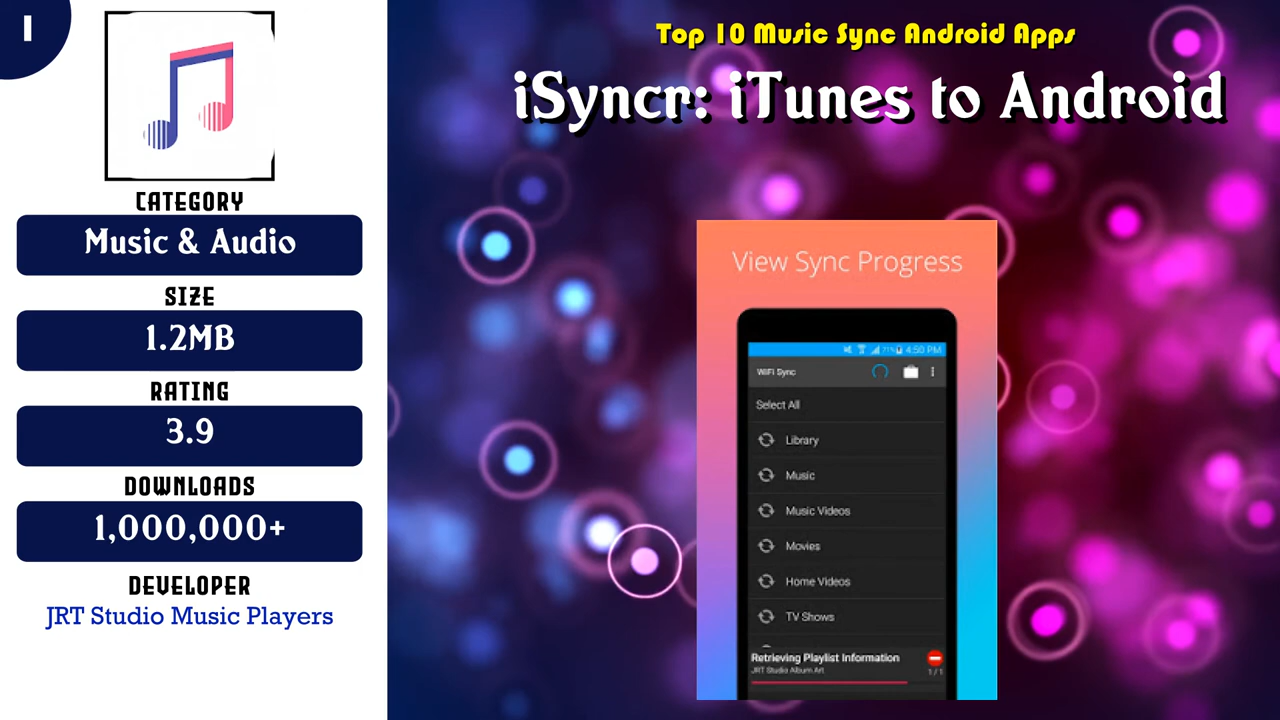 1
CATEGORY
Music & Audio
SIZE
1.2MB
RATING
3.9
DOWNLOADS
1,000,000+
DEVELOPER
JRT Studio Music Players
Top 10 Music Sync Android Apps
iSyncr: iTunes to Android
View Sync Progress
71% 4:50 PM
WiFi Sync
Select All
Library
Music
Music Videos
Movies
Home Videos
TV Shows
Retrieving Playlist Information
JRT Studio Album Art
1/1